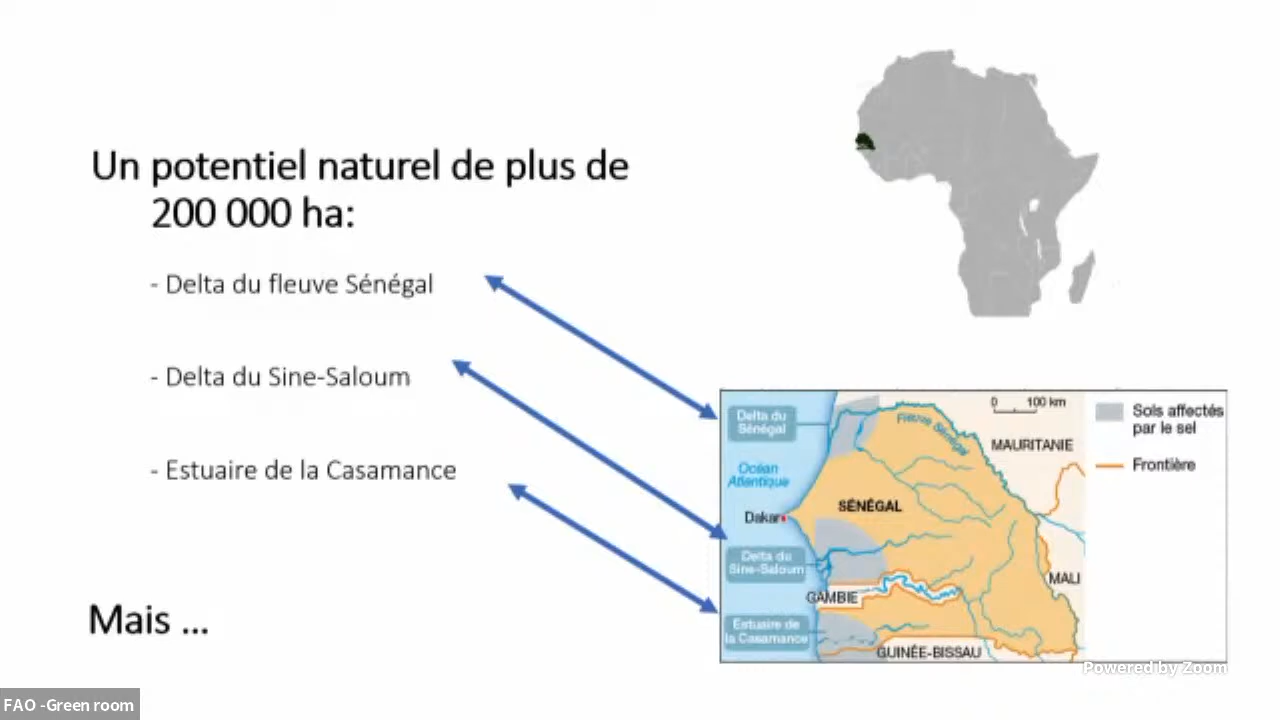 Un potentiel naturel de plus de
200 000 ha:
- Delta du fleuve Sénégal
- Delta du Sine-Saloum
- Estuaire de la Casamance
Mais ...
0 100 km
Delta du
Sénégal
Fleuve Sénégal
MAURITANIE
Océan
Atlantique
SÉNÉGAL
Dakar
Delta du
Sine-Saloum
MALI
GAMBIE
Estuaire de
la Casamance
GUINÉE-BISSAU
Sols affectés
par le sel
Frontière
Powered by Zoom
FAO -Green room